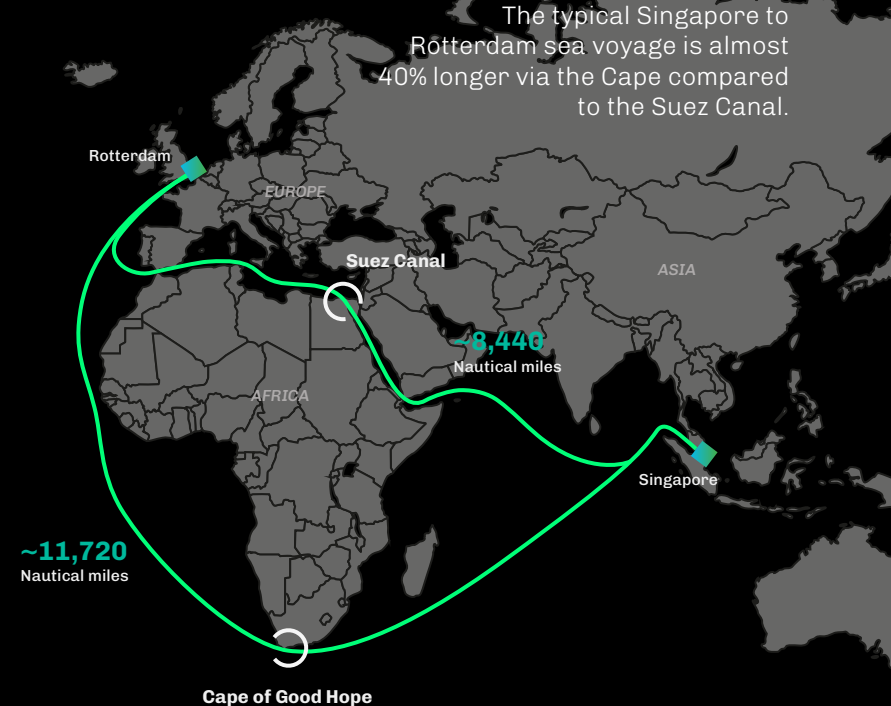 The typical Singapore to
Rotterdam sea voyage is almost
40% longer via the Cape compared
to the Suez Canal.
Rotterdam
EUROPE
Suez Canal
ASIA
~8,440
Nautical miles
AFRICA
Singapore
~11,720
Nautical miles
Cape of Good Hope